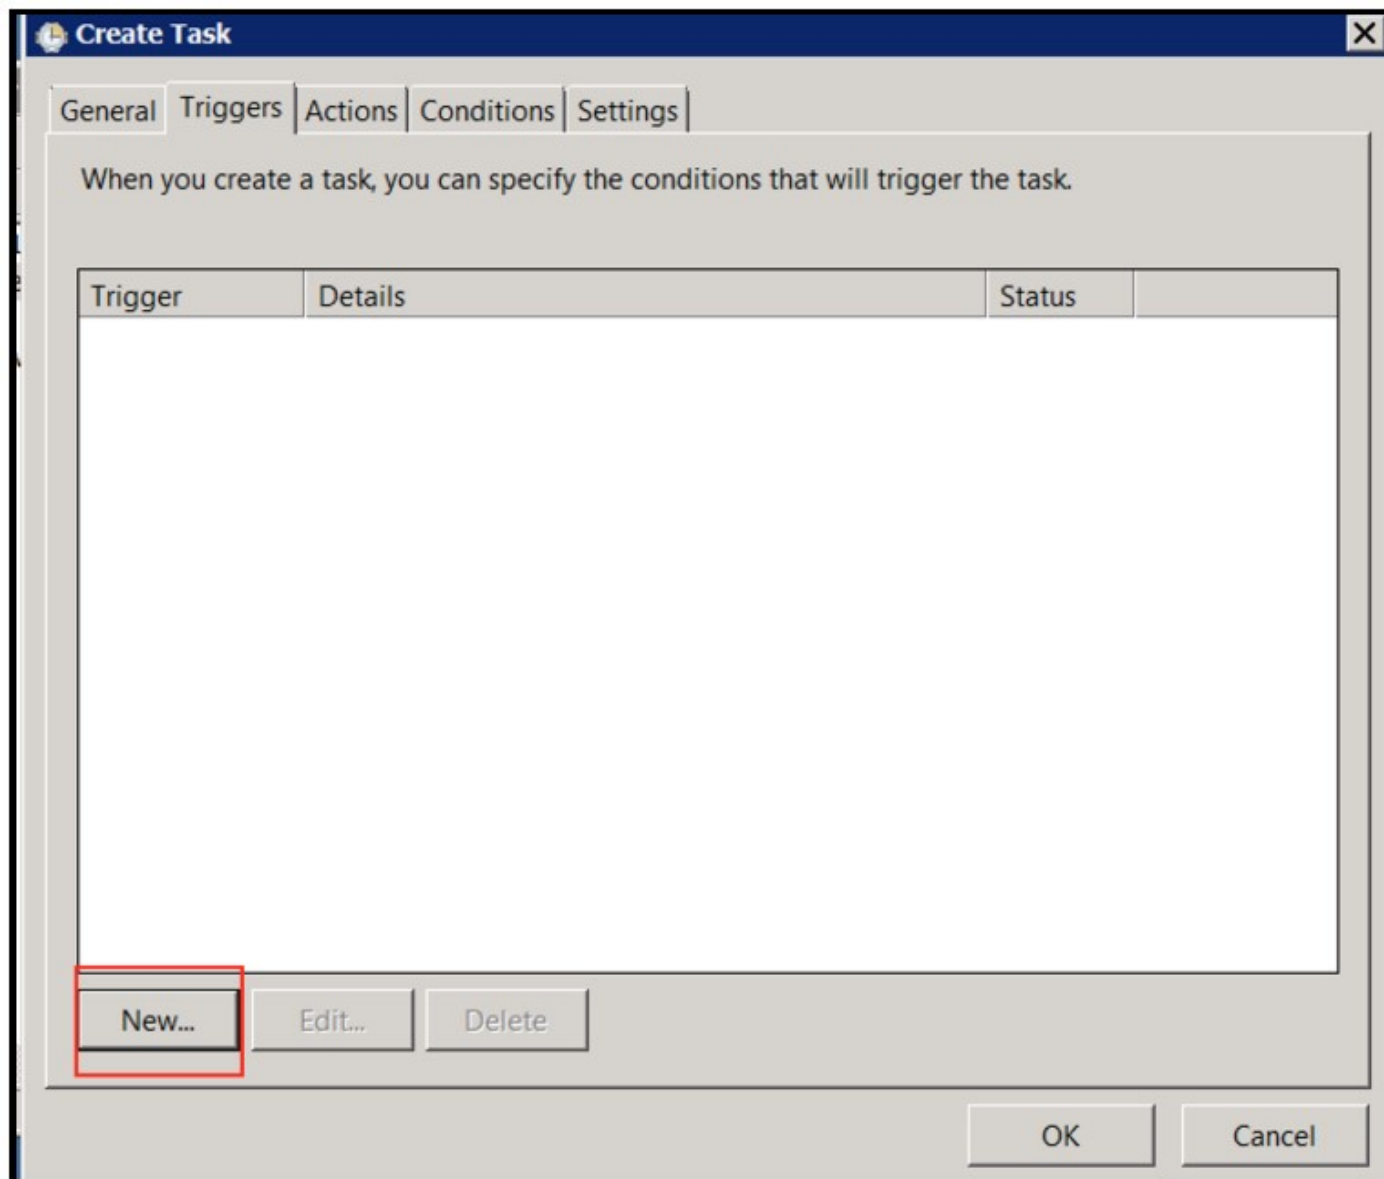 Create Task
General Triggers Actions Conditions Settings
When you create a task, you can specify the conditions that will trigger the task.
Trigger Details Status
New... Edit... Delete
OK Cancel